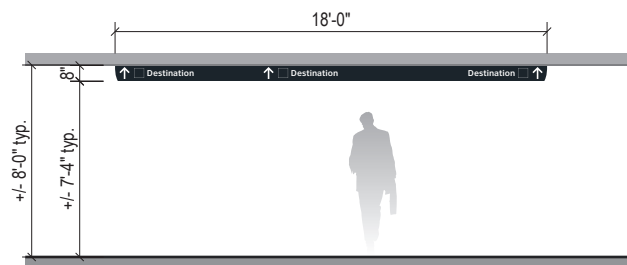 18'-0"
8"
↑ Destination ↑ Destination Destination ↑
+/- 8'-0" typ.
+/- 7'-4" typ.